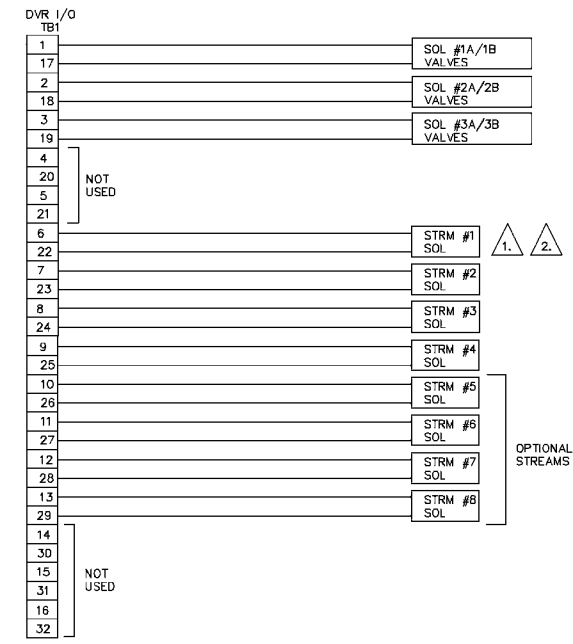 DVR I/O
TB1
1
SOL #1A/1B
VALVES
17
2
SOL #2A/2B
VALVES
18
3
SOL #3A/3B
VALVES
19
4
20
NOT
USED
5
21
6
STRM #1
SOL
1.
2.
22
7
STRM #2
SOL
23
8
STRM #3
SOL
24
9
STRM #4
SOL
25
10
STRM #5
SOL
26
11
STRM #6
SOL
27
OPTIONAL
STREAMS
12
STRM #7
SOL
28
13
STRM #8
SOL
29
14
30
15
NOT
USED
31
16
32